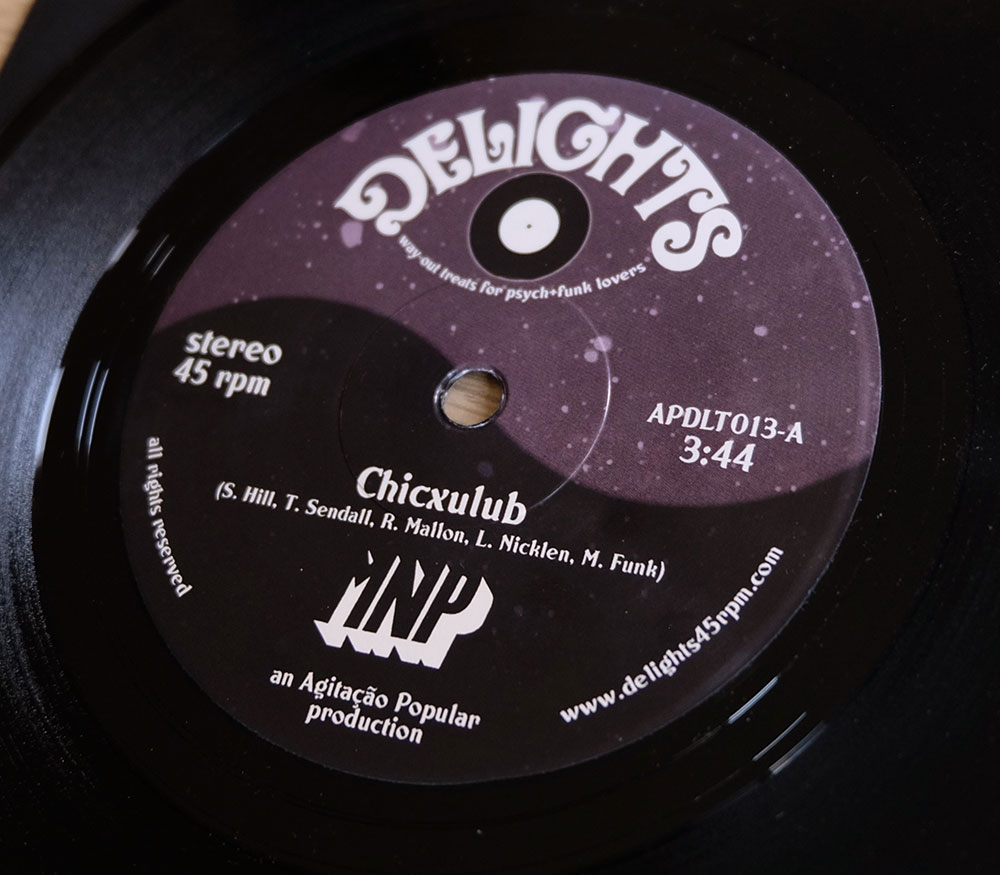 DELIGHTS
way out treats for psych+funk lovers
stereo
45 rpm
APDLT013-A
3:44
Chicxulub
(S. Hill, T. Sendall, R. Mallon, L. Nicklen, M. Funk)
MNP
an Agitação Popular
production
all rights reserved
www.delights45rpm.com